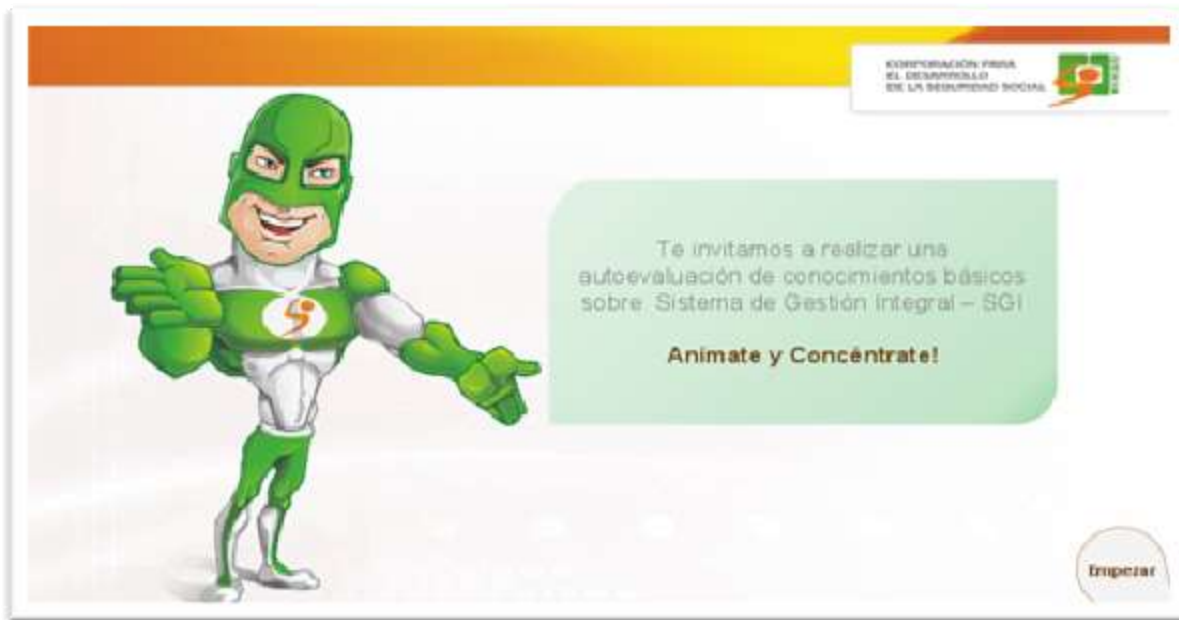 CORPORACIÓN PARA
EL DESARROLLO
DE LA SEGURIDAD SOCIAL
Te invitamos a realizar una
autoevaluación de conocimientos básicos
sobre Sistema de Gestión Integral – SGI
Anímate y Concéntrate!
Empezar